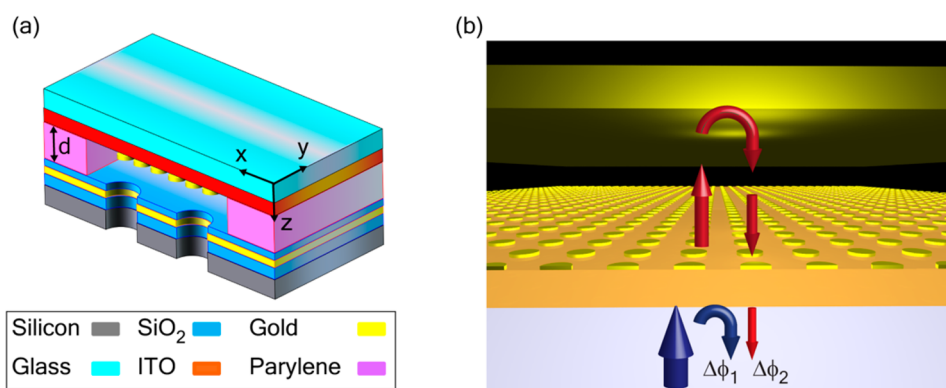 (a)
d
x
y
z
Silicon SiO₂ Gold
Glass ITO Parylene
(b)
Δϕ₁ Δϕ₂